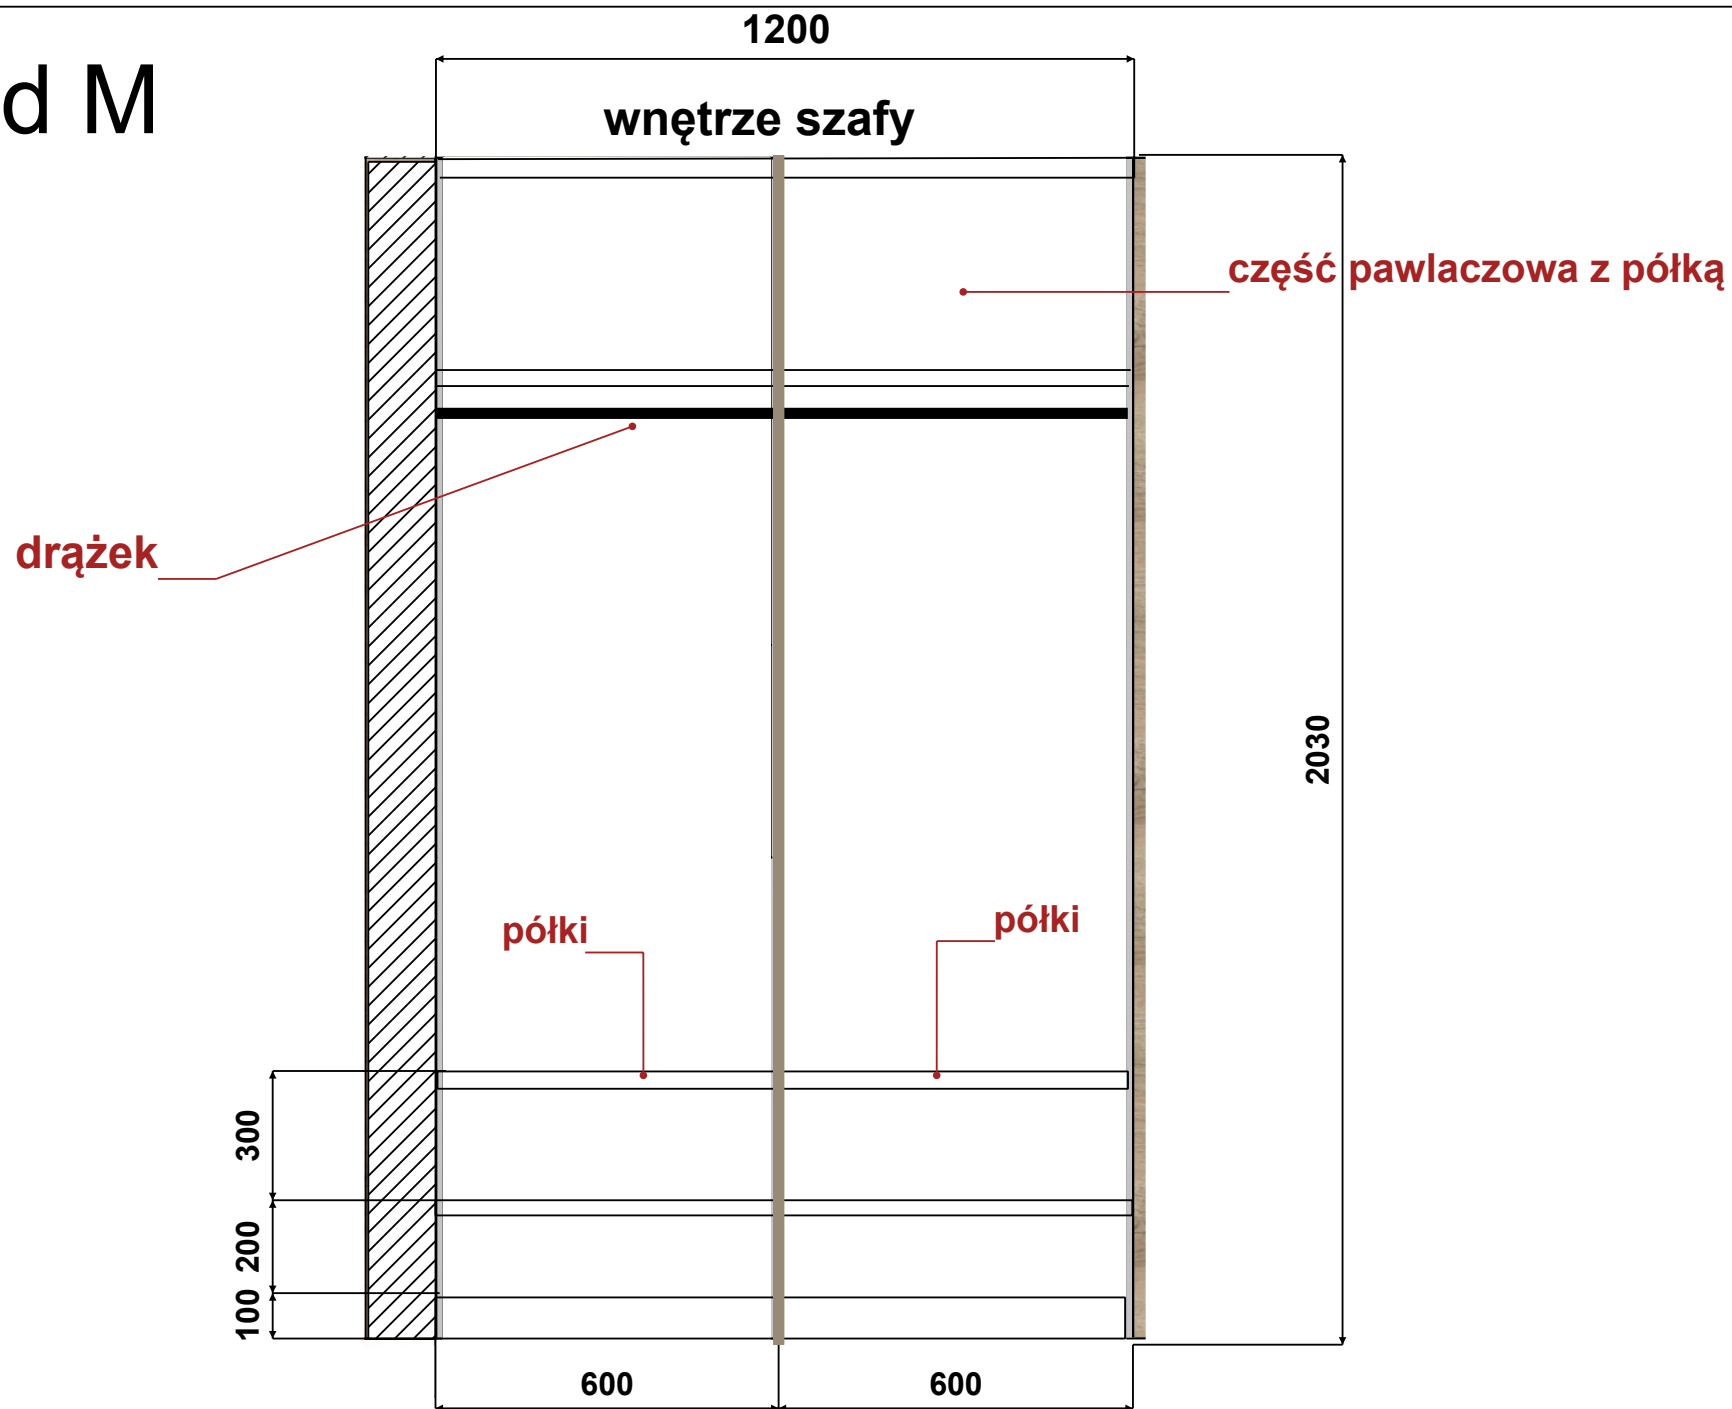 1200
d M
wnętrze szafy
część pawlaczowa z półką
drążek
2030
półki
półki
300
200
100
600
600